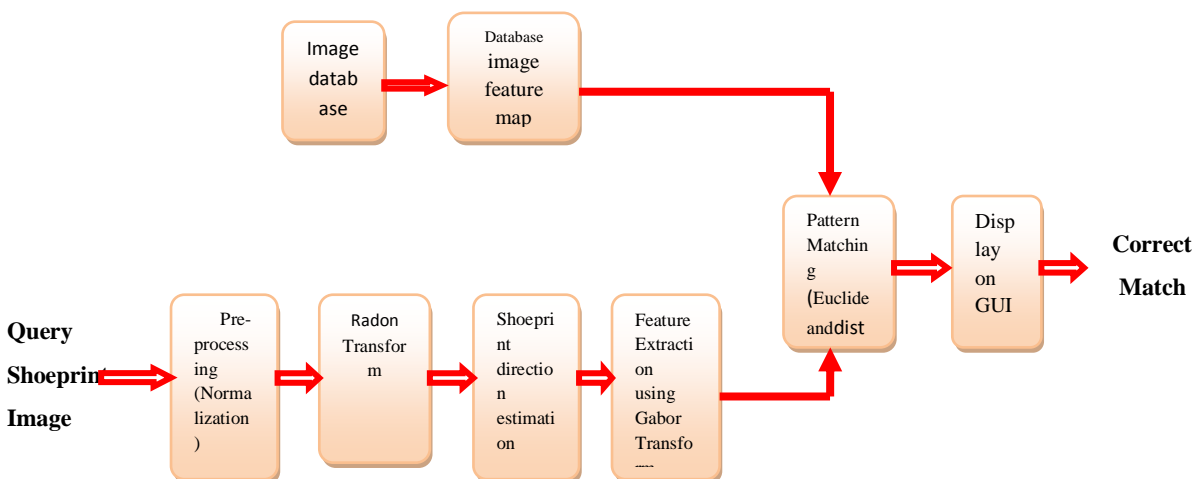 Image
datab
ase
Database
image
feature
map
Pattern
Matchin
g
(Euclide
anddist
Disp
lay
on
GUI
Correct
Match
Query
Shoeprint
Image
Pre-
process
ing
(Norma
lization
)
Radon
Transfor
m
Shoepri
nt
directio
n
estimati
on
Feature
Extracti
on
using
Gabor
Transfo